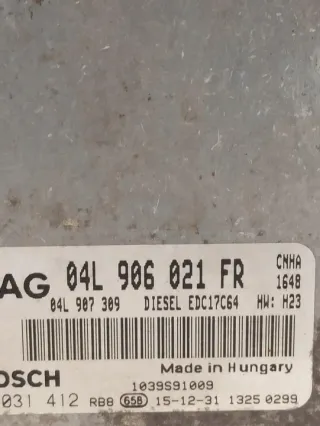 AG 04L 906 021 FR CNHA
1648
04L 907 309 DIESEL EDC17C64 HW: H23
Made in Hungary
OSCH 1039S91009
031 412 RB8 658 15-12-31 1325 0299